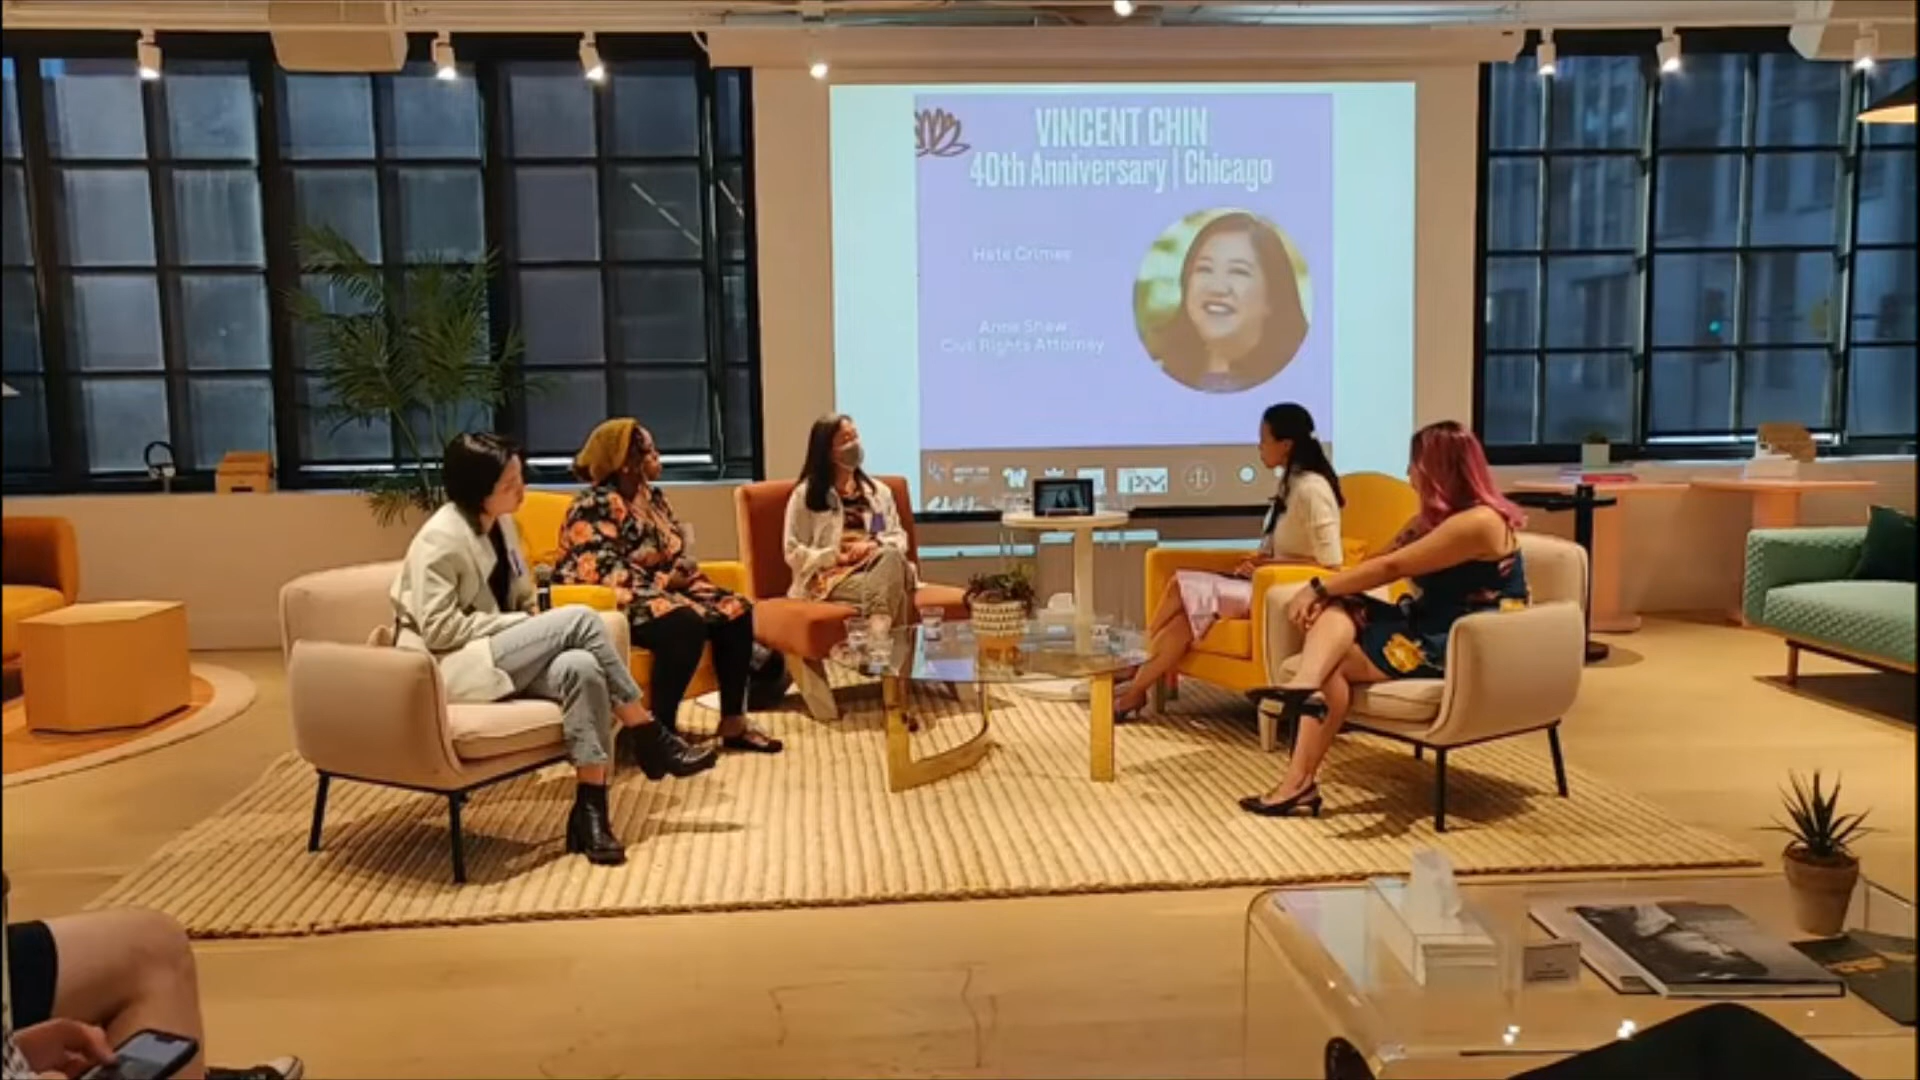 VINCENT CHIN
40th Anniversary | Chicago
Hate Crimes
Anne Shaw
Civil Rights Attorney